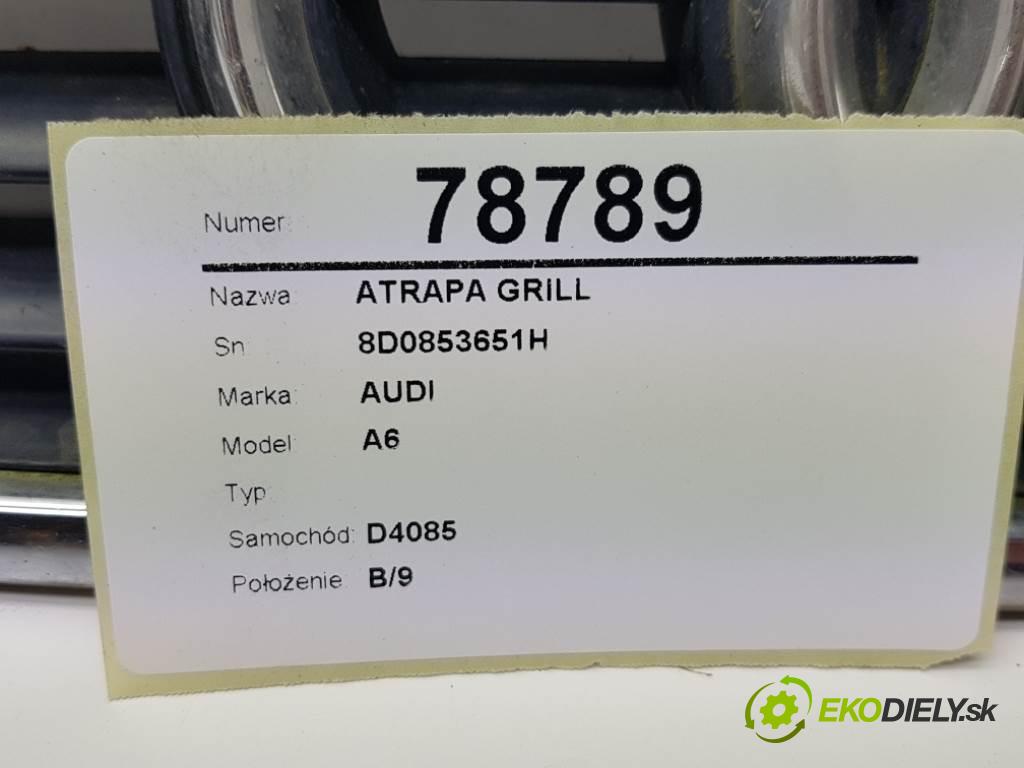 Numer: 78789
Nazwa: ATRAPA GRILL
Sn: 8D0853651H
Marka: AUDI
Model: A6
Typ:
Samochód: D4085
Położenie: B/9
EKODIELY.sk